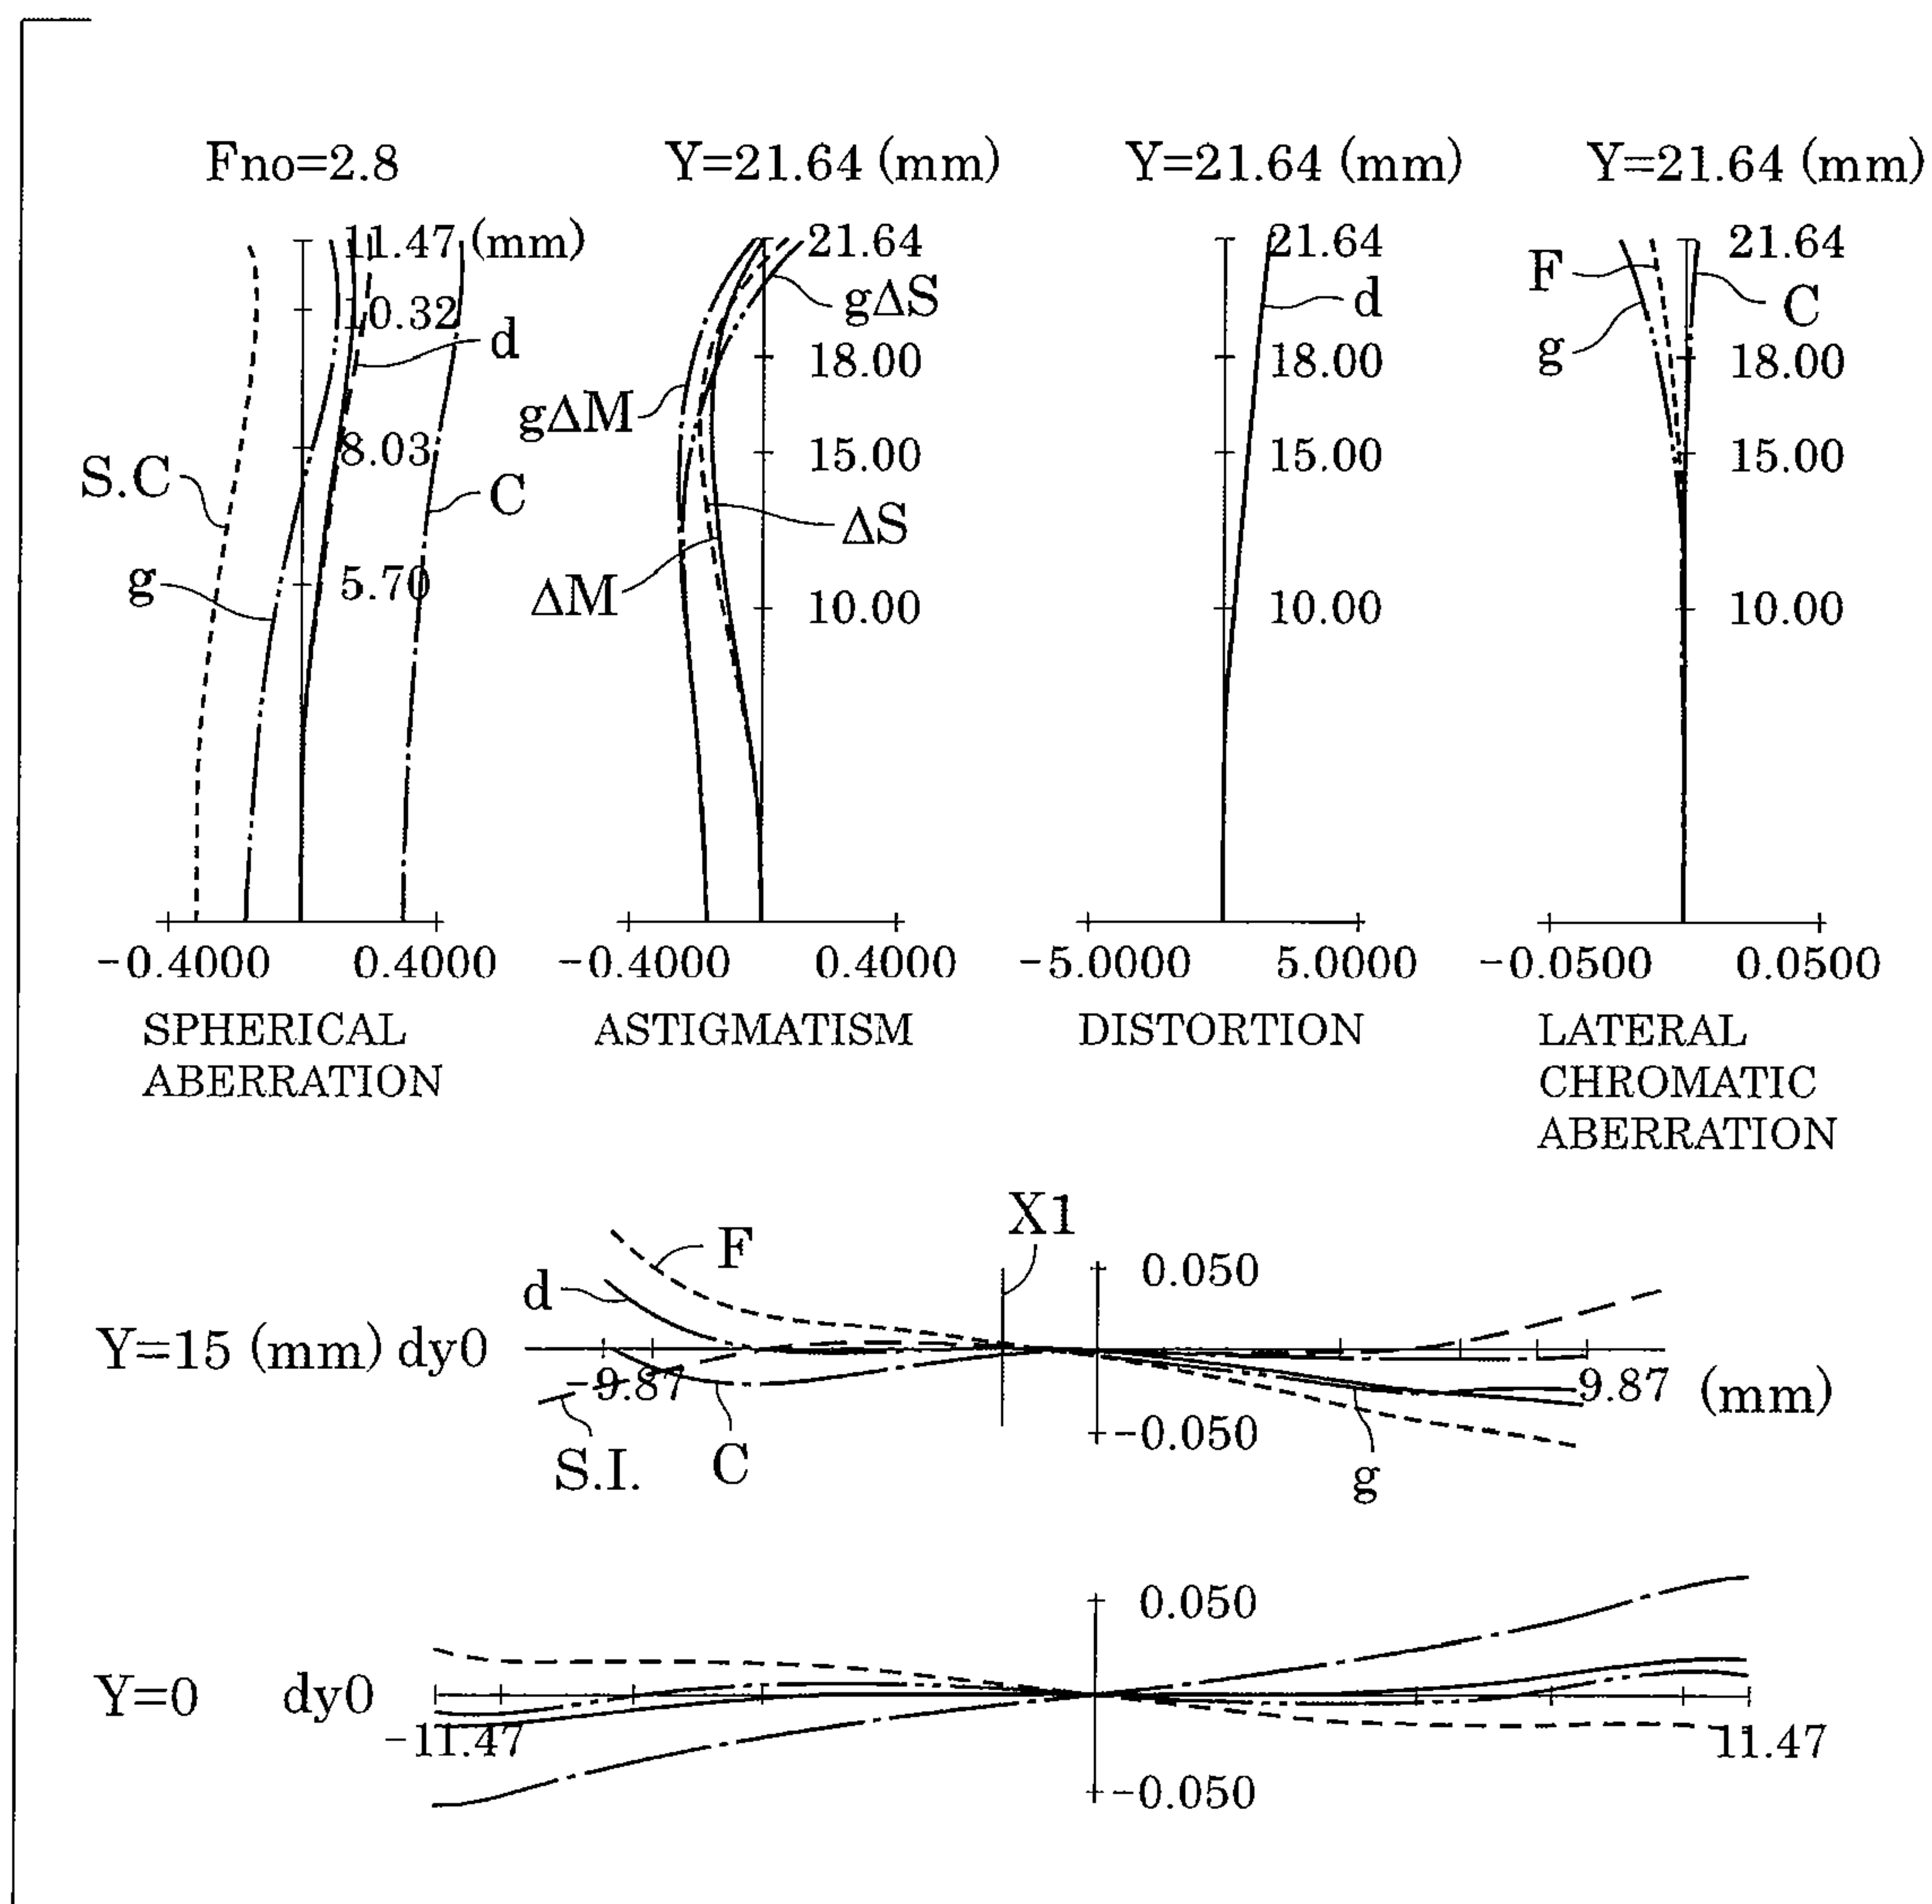 Fno=2.8
11.47 (mm)
10.32
d
8.03
S.C
C
5.70
g
-0.4000 0.4000
SPHERICAL
ABERRATION
Y=21.64 (mm)
21.64
gΔS
18.00
gΔM
15.00
ΔS
ΔM
10.00
-0.4000 0.4000
ASTIGMATISM
Y=21.64 (mm)
21.64
d
18.00
15.00
10.00
-5.0000 5.0000
DISTORTION
Y=21.64 (mm)
21.64
F
C
g
18.00
15.00
10.00
-0.0500 0.0500
LATERAL
CHROMATIC
ABERRATION
X1
F
0.050
d
Y=15 (mm) dy0
-9.87
9.87 (mm)
-0.050
S.I.
C
g
0.050
Y=0 dy0
-11.47
11.47
-0.050